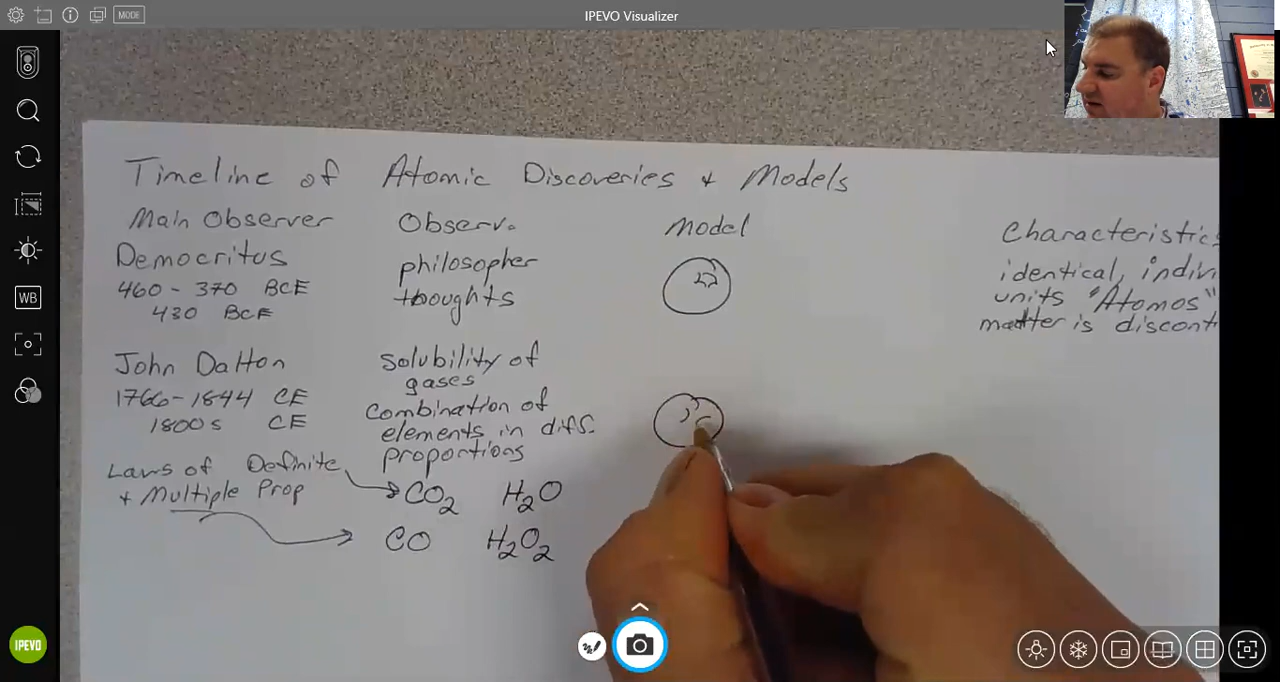 IPEVO Visualizer
MODE
WB
IPEVO
Timeline of Atomic Discoveries + Models
Main Observer Observ. Model Characteristics
Democritus
460 - 370 BCE
430 BCE
philosopher
thoughts
identical, indiv
units "Atomos"
matter is discont
John Dalton
1766-1844 CE
1800s CE
solubility of
gases
combination of
elements in diff.
proportions
Laws of Definite
+ Multiple Prop
CO2 H2O
CO H2O2